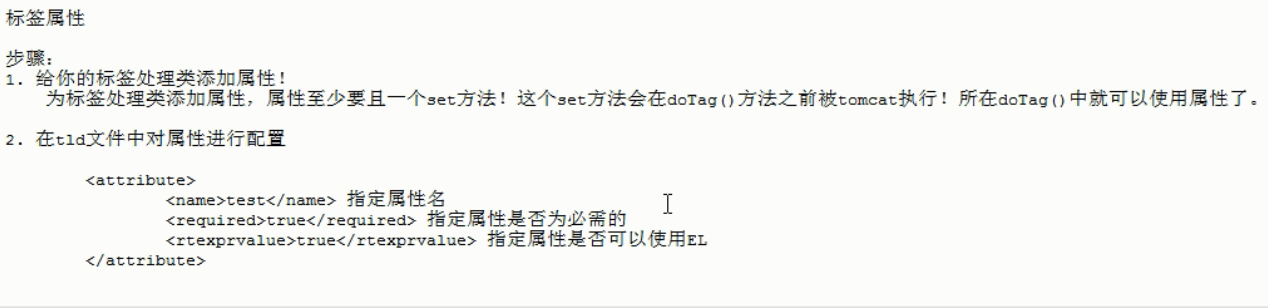 标签属性
步骤：
1. 给你的标签处理类添加属性！
为标签处理类添加属性，属性至少要且一个set方法！这个set方法会在doTag()方法之前被tomcat执行！所在doTag()中就可以使用属性了。
2. 在tld文件中对属性进行配置
<attribute>
<name>test</name> 指定属性名
<required>true</required> 指定属性是否为必需的
<rtexprvalue>true</rtexprvalue> 指定属性是否可以使用EL
</attribute>